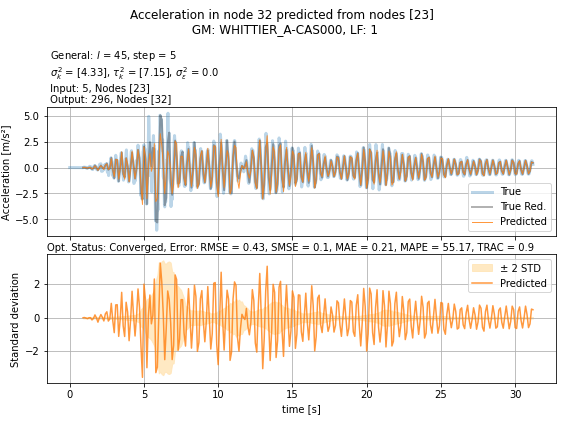 Acceleration in node 32 predicted from nodes [23]
GM: WHITTIER_A-CAS000, LF: 1
General: l = 45, step = 5
σ²ₖ = [4.33], τ²ₖ = [7.15], σ²ₑ = 0.0
Input: 5, Nodes [23]
Output: 296, Nodes [32]
Acceleration [m/s²]
5.0
2.5
0.0
−2.5
−5.0
True
True Red.
Predicted
Opt. Status: Converged, Error: RMSE = 0.43, SMSE = 0.1, MAE = 0.21, MAPE = 55.17, TRAC = 0.9
Standard deviation
2
0
−2
± 2 STD
Predicted
0 5 10 15 20 25 30
time [s]